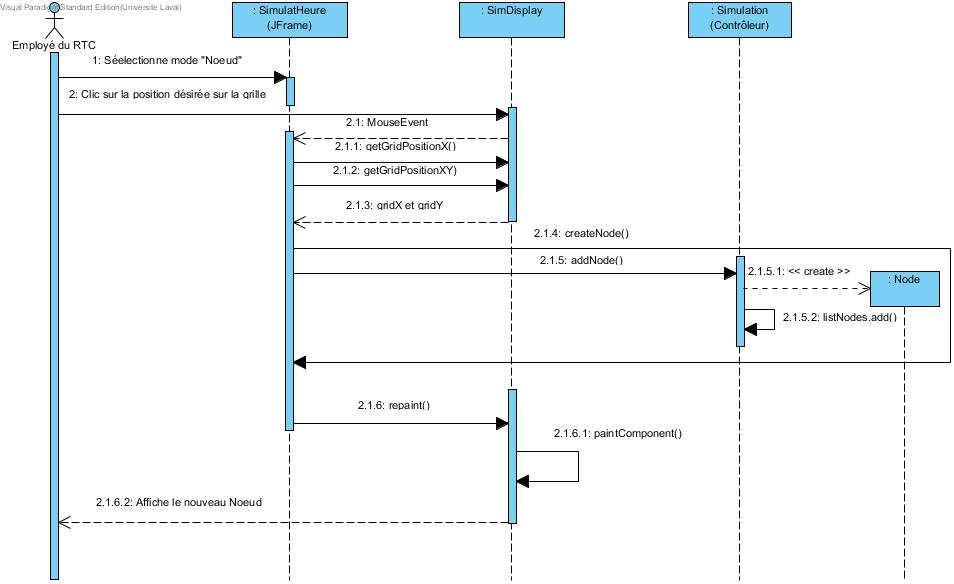 Visual Paradigm Standard Edition(Universite Laval)
: SimulatHeure
(JFrame)
: SimDisplay
: Simulation
(Contrôleur)
Employé du RTC
1: Séelectionne mode "Noeud"
2: Clic sur la position désirée sur la grille
2.1: MouseEvent
2.1.1: getGridPositionX()
2.1.2: getGridPositionXY)
2.1.3: gridX et gridY
2.1.4: createNode()
2.1.5: addNode()
2.1.5.1: << create >>
: Node
2.1.5.2: listNodes.add()
2.1.6: repaint()
2.1.6.1: paintComponent()
2.1.6.2: Affiche le nouveau Noeud